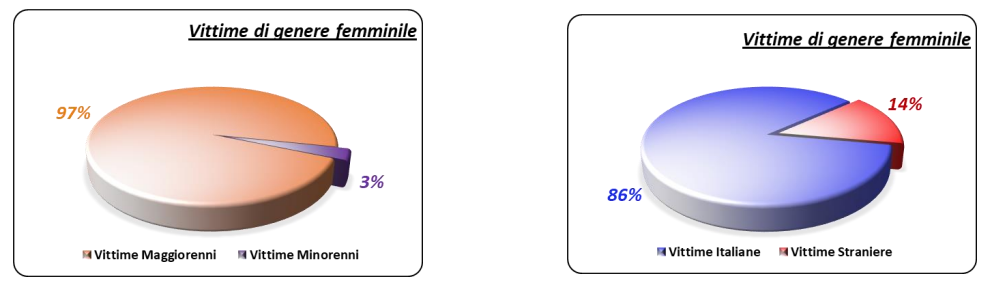 Vittime di genere femminile
97%
3%
Vittime Maggiorenni
Vittime Minorenni
Vittime di genere femminile
14%
86%
Vittime Italiane
Vittime Straniere